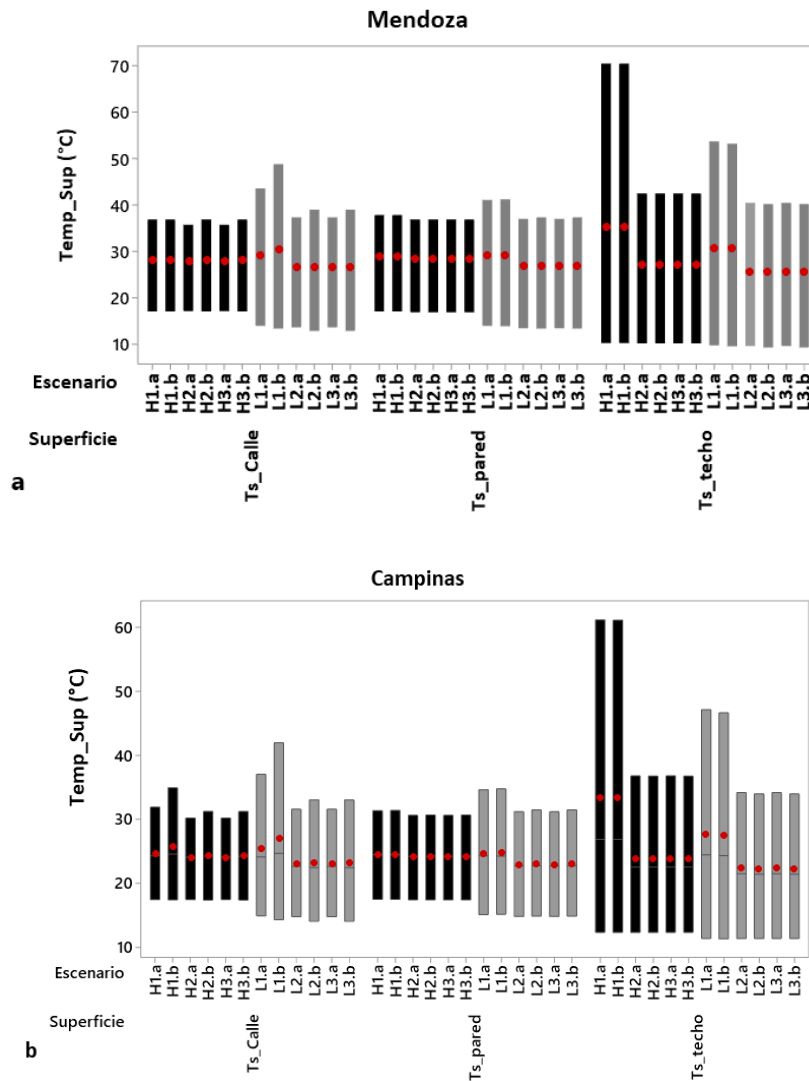 Mendoza
Temp_Sup (°C)
70
60
50
40
30
20
10
Escenario
H1.a H1.b H2.a H2.b H3.a H3.b L1.a L1.b L2.a L2.b L3.a L3.b H1.a H1.b H2.a H2.b H3.a H3.b L1.a L1.b L2.a L2.b L3.a L3.b H1.a H1.b H2.a H2.b H3.a H3.b L1.a L1.b L2.a L2.b L3.a L3.b
Superficie
Ts_Calle Ts_pared Ts_techo
a
Campinas
Temp_Sup (°C)
60
50
40
30
20
10
Escenario
H1.a H1.b H2.a H2.b H3.a H3.b L1.a L1.b L2.a L2.b L3.a L3.b H1.a H1.b H2.a H2.b H3.a H3.b L1.a L1.b L2.a L2.b L3.a L3.b H1.a H1.b H2.a H2.b H3.a H3.b L1.a L1.b L2.a L2.b L3.a L3.b
Superficie
Ts_Calle Ts_pared Ts_techo
b